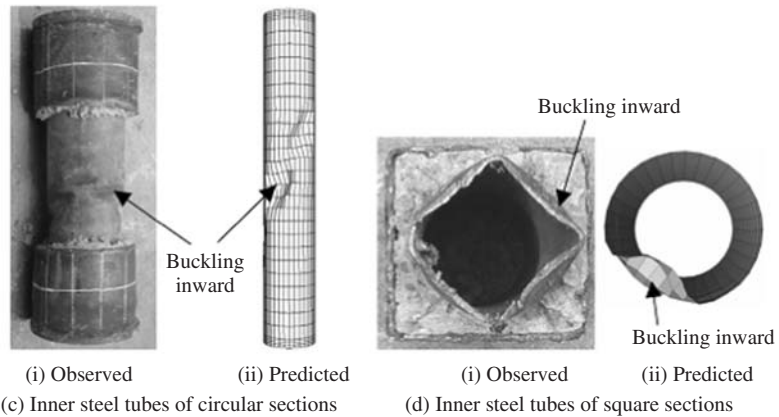 Buckling inward
Buckling
inward
Buckling inward
(i) Observed
(ii) Predicted
(i) Observed
(ii) Predicted
(c) Inner steel tubes of circular sections
(d) Inner steel tubes of square sections